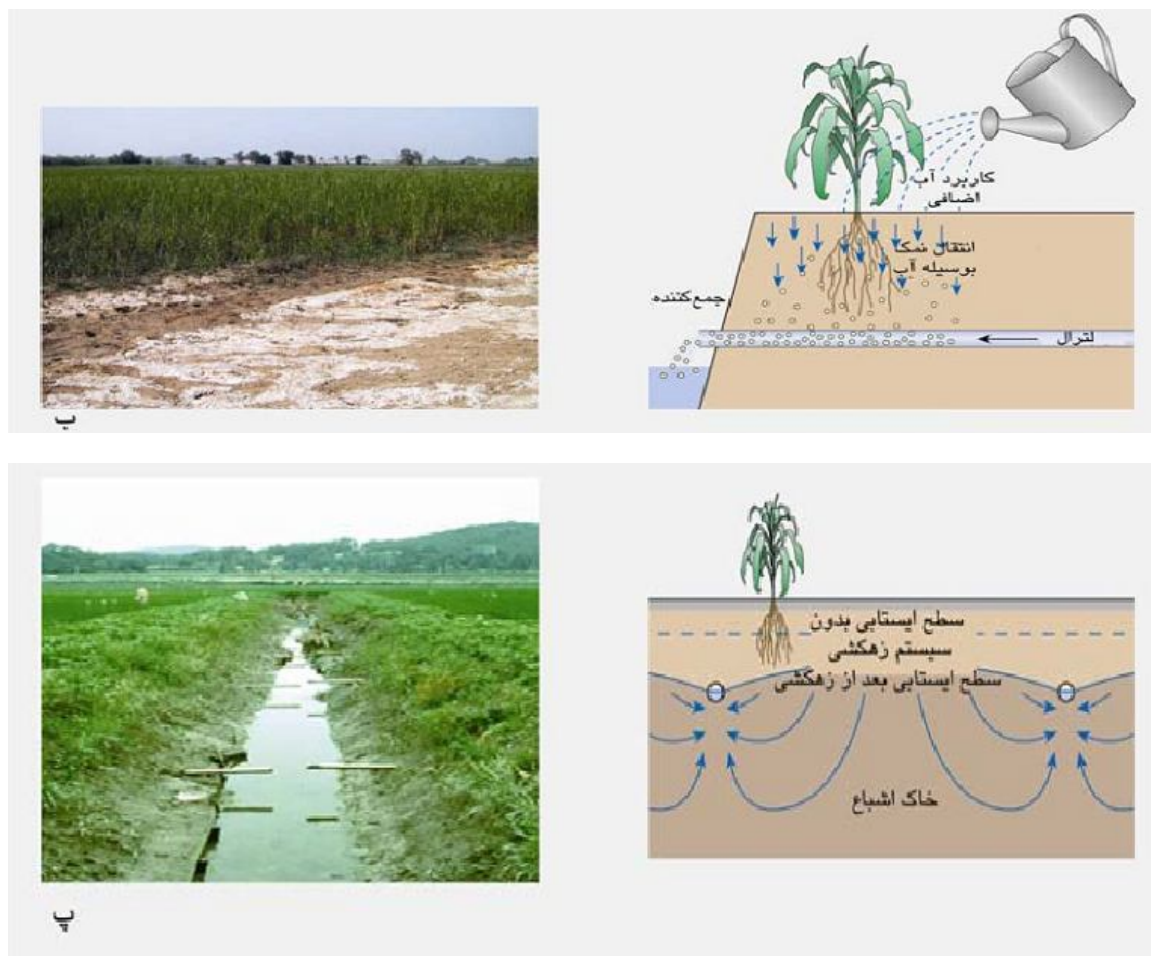 کاربرد آب
اضافی
انتقال نمکا
بوسیله آب
جمع‌کننده
لترال
ب
سطح ایستابی بدون
سیستم زهکشی
سطح ایستابی بعد از زهکشی
خاک اشباع
پ